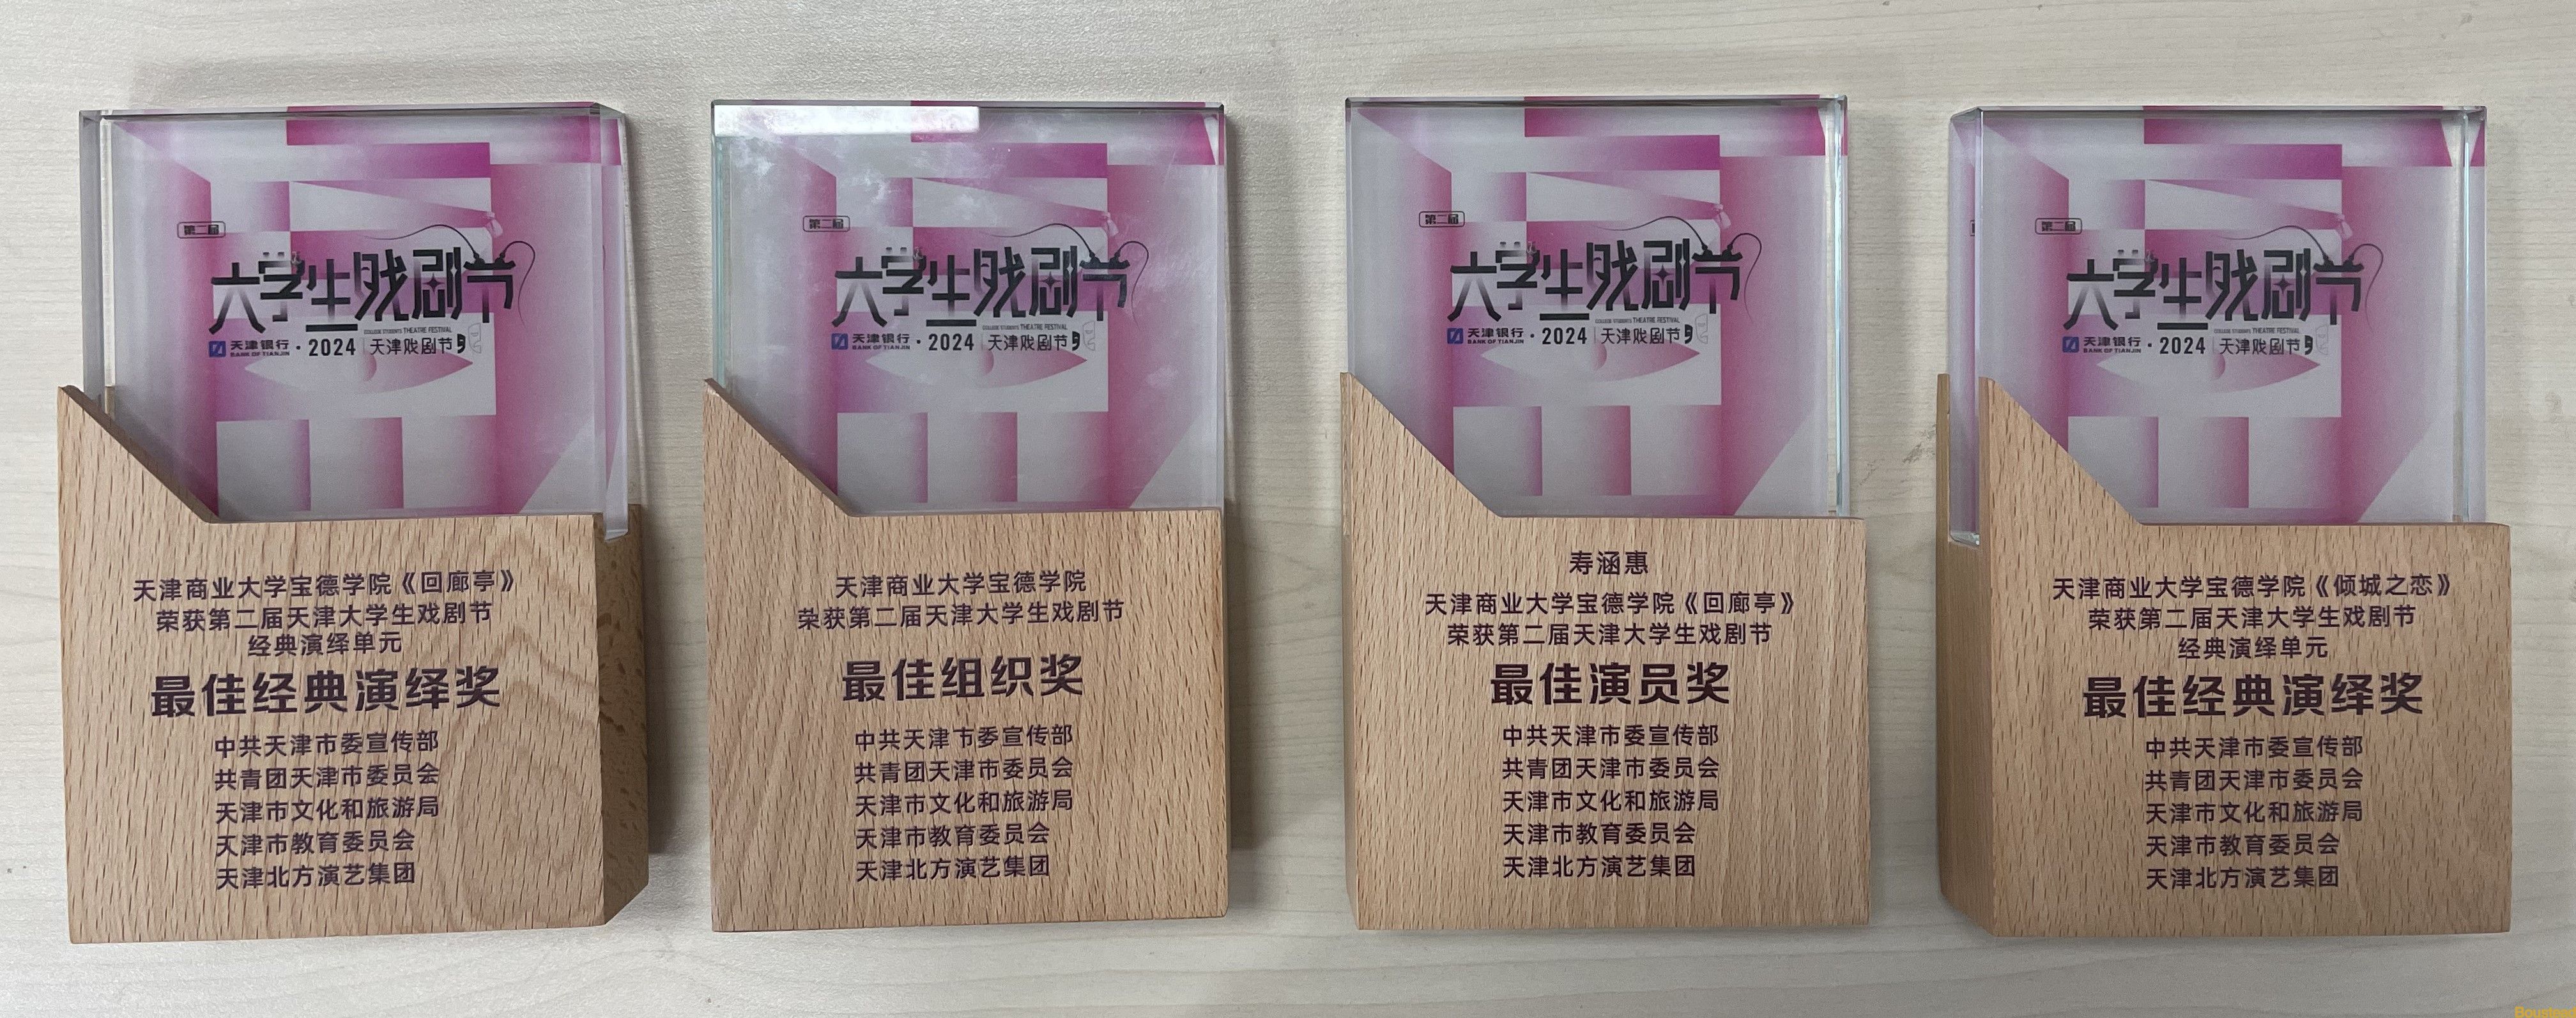 第二届
大学生戏剧节
COLLEGE STUDENTS THEATRE FESTIVAL
天津银行 · 2024 天津戏剧节
BANK OF TIANJIN
天津商业大学宝德学院《回廊亭》
荣获第二届天津大学生戏剧节
经典演绎单元
最佳经典演绎奖
中共天津市委宣传部
共青团天津市委员会
天津市文化和旅游局
天津市教育委员会
天津北方演艺集团
第二届
大学生戏剧节
COLLEGE STUDENTS THEATRE FESTIVAL
天津银行 · 2024 天津戏剧节
BANK OF TIANJIN
天津商业大学宝德学院
荣获第二届天津大学生戏剧节
最佳组织奖
中共天津市委宣传部
共青团天津市委员会
天津市文化和旅游局
天津市教育委员会
天津北方演艺集团
第二届
大学生戏剧节
COLLEGE STUDENTS THEATRE FESTIVAL
天津银行 · 2024 天津戏剧节
BANK OF TIANJIN
寿涵惠
天津商业大学宝德学院《回廊亭》
荣获第二届天津大学生戏剧节
最佳演员奖
中共天津市委宣传部
共青团天津市委员会
天津市文化和旅游局
天津市教育委员会
天津北方演艺集团
第二届
大学生戏剧节
COLLEGE STUDENTS THEATRE FESTIVAL
天津银行 · 2024 天津戏剧节
BANK OF TIANJIN
天津商业大学宝德学院《倾城之恋》
荣获第二届天津大学生戏剧节
经典演绎单元
最佳经典演绎奖
中共天津市委宣传部
共青团天津市委员会
天津市文化和旅游局
天津市教育委员会
天津北方演艺集团
Boustead